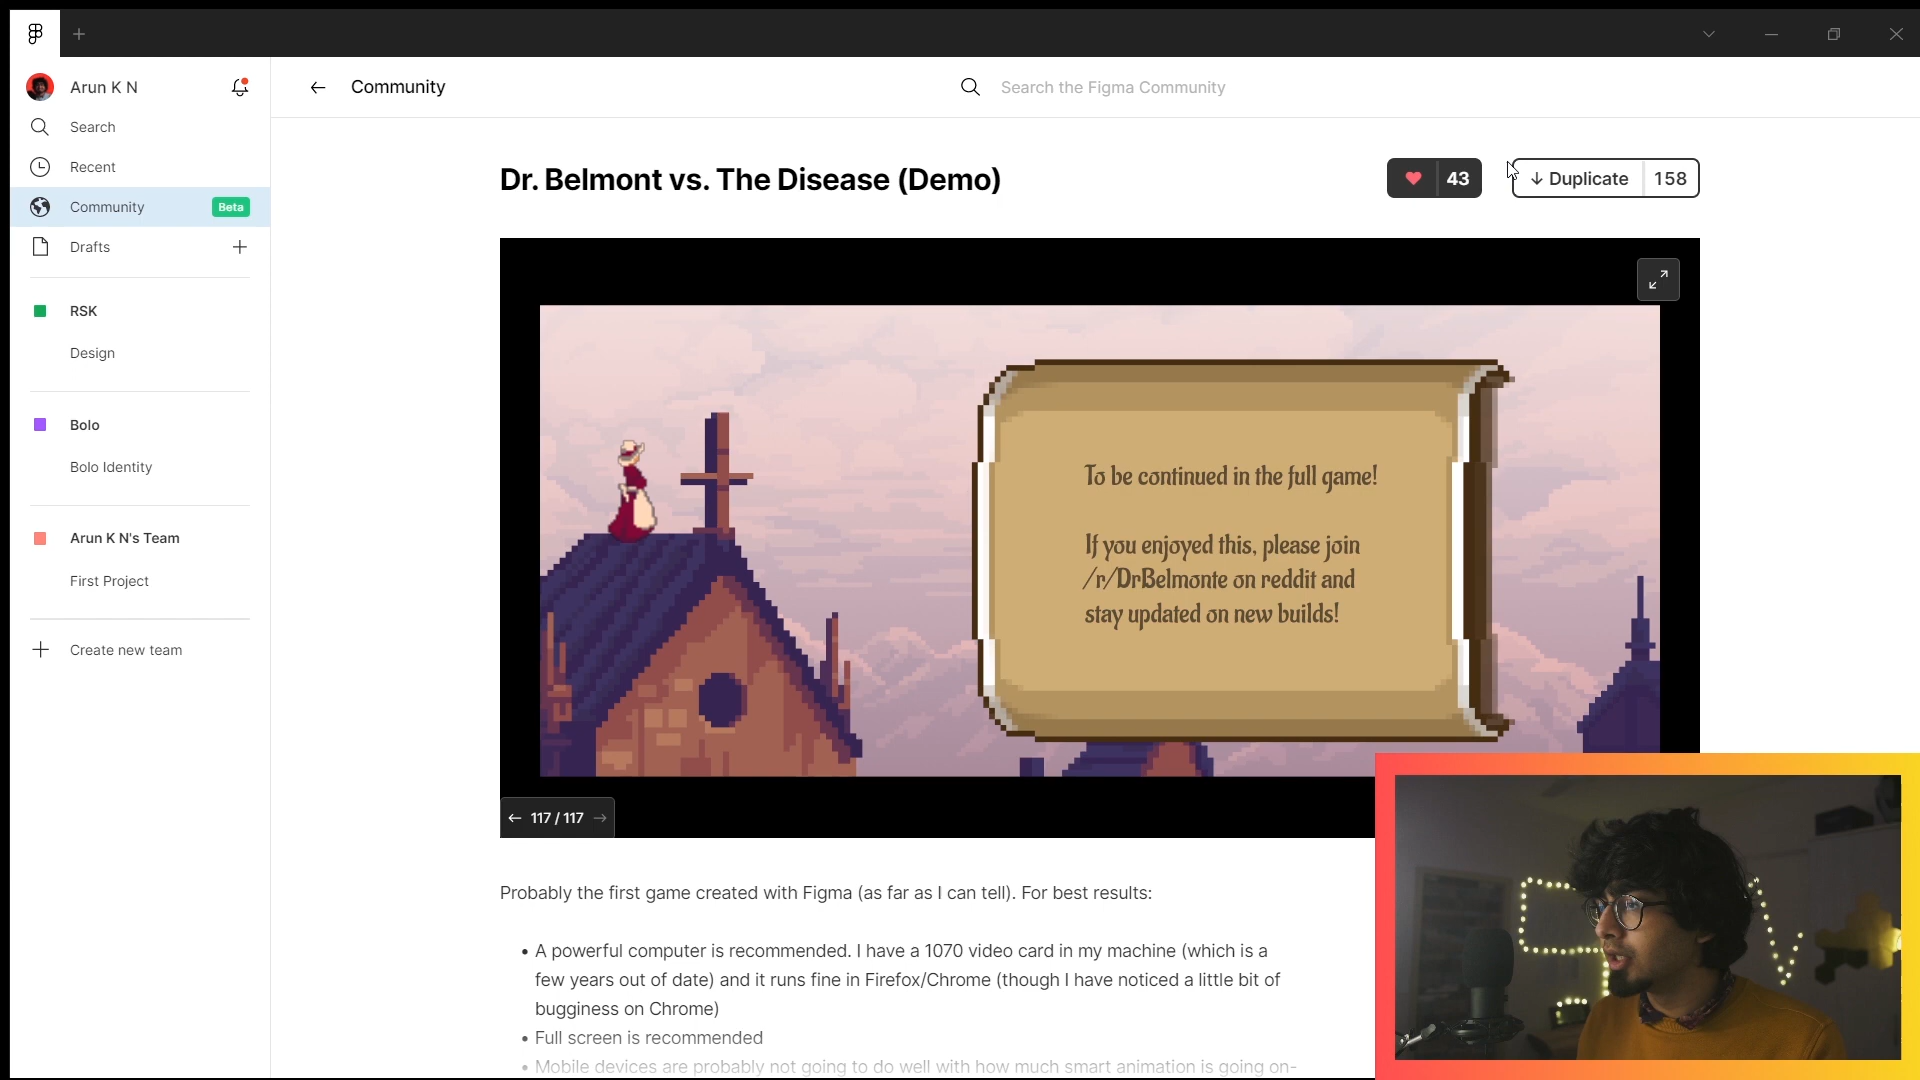 Arun K N
Community
Search the Figma Community
Search
Recent
Community Beta
Drafts
RSK
Design
Bolo
Bolo Identity
Arun K N's Team
First Project
Create new team
Dr. Belmont vs. The Disease (Demo)
43
Duplicate 158
To be continued in the full game!
If you enjoyed this, please join
/r/DrBelmonte on reddit and
stay updated on new builds!
117 / 117
Probably the first game created with Figma (as far as I can tell). For best results:
• A powerful computer is recommended. I have a 1070 video card in my machine (which is a
few years out of date) and it runs fine in Firefox/Chrome (though I have noticed a little bit of
bugginess on Chrome)
• Full screen is recommended
• Mobile devices are probably not going to do well with how much smart animation is going on-